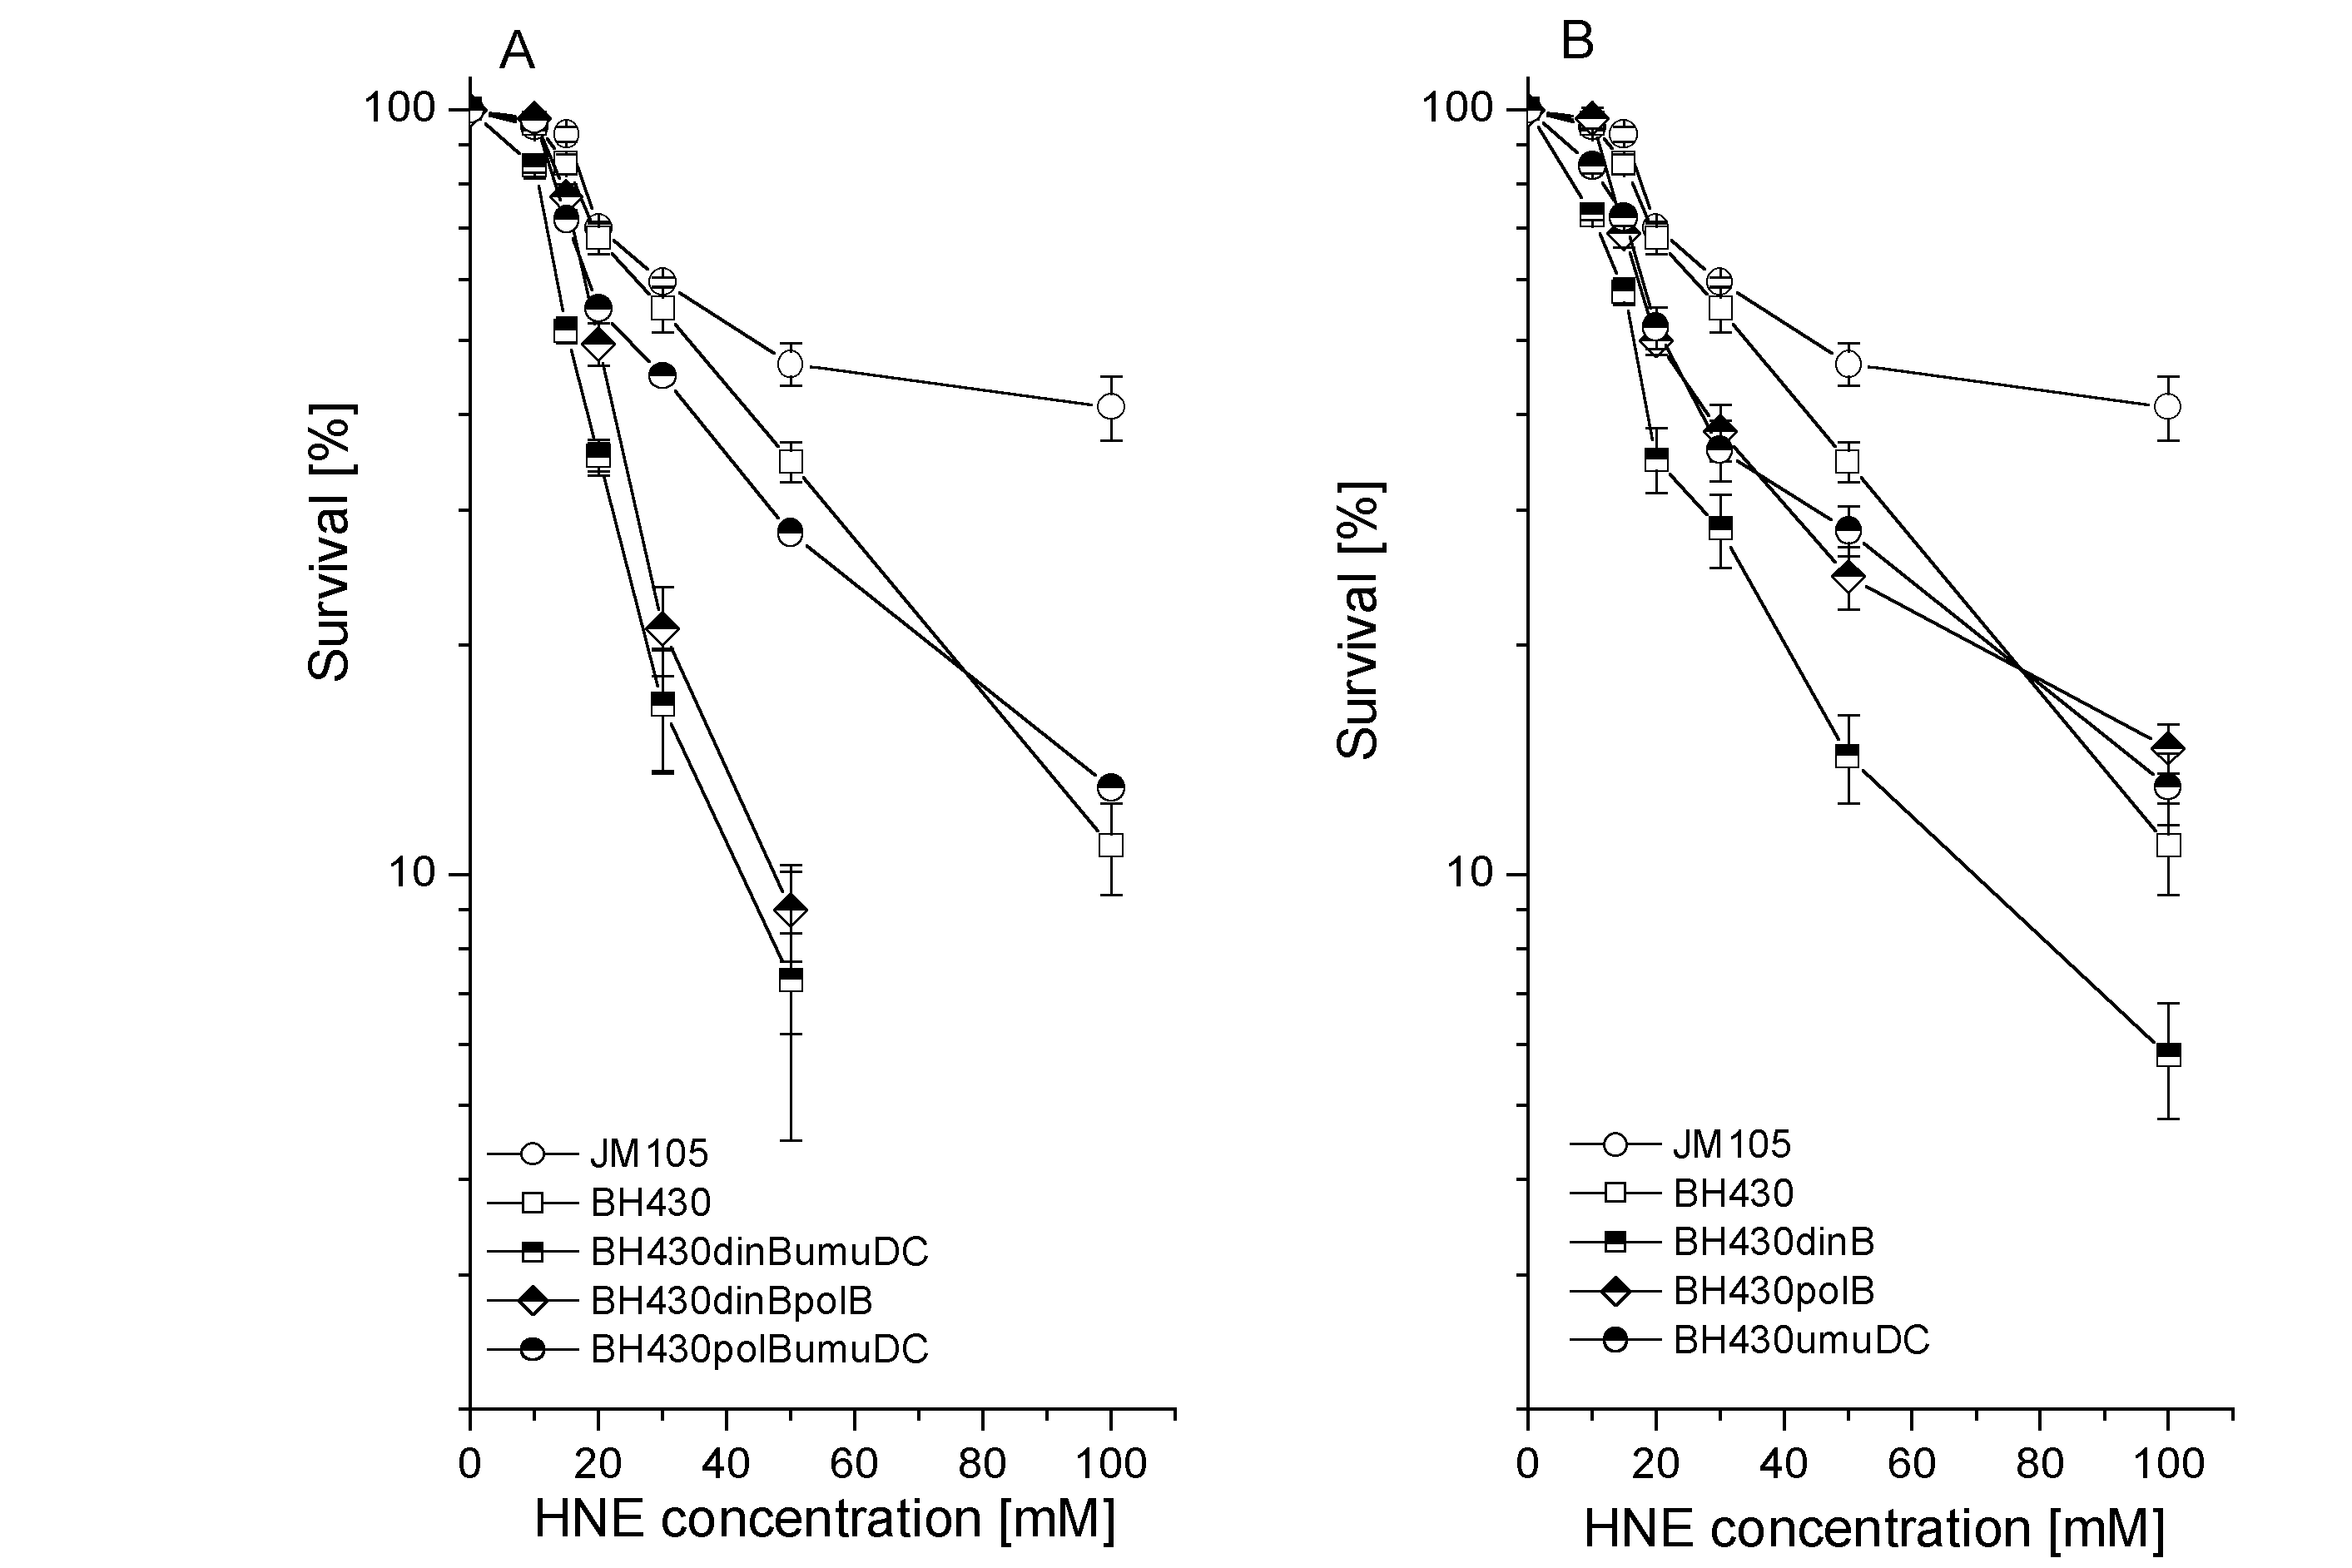 A
100
10
Survival [%]
JM105
BH430
BH430dinBumuDC
BH430dinBpolB
BH430polBumuDC
0 20 40 60 80 100
HNE concentration [mM]
B
100
10
Survival [%]
JM105
BH430
BH430dinB
BH430polB
BH430umuDC
0 20 40 60 80 100
HNE concentration [mM]